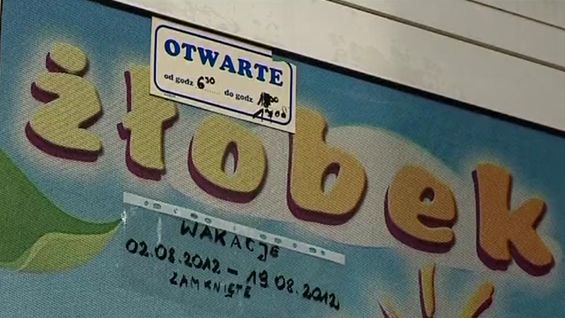 OTWARTE
od godz 6³⁰ do godz
żłobek
WAKACJE
02.08.2012 - 19.08.2012
ZAMKNIĘTE